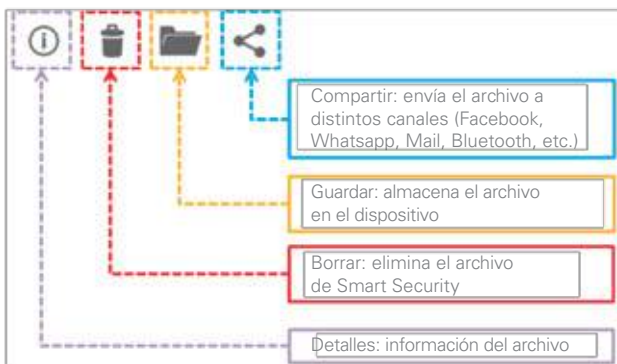 Compartir: envía el archivo a
distintos canales (Facebook,
Whatsapp, Mail, Bluetooth, etc.)
Guardar: almacena el archivo
en el dispositivo
Borrar: elimina el archivo
de Smart Security
Detalles: información del archivo